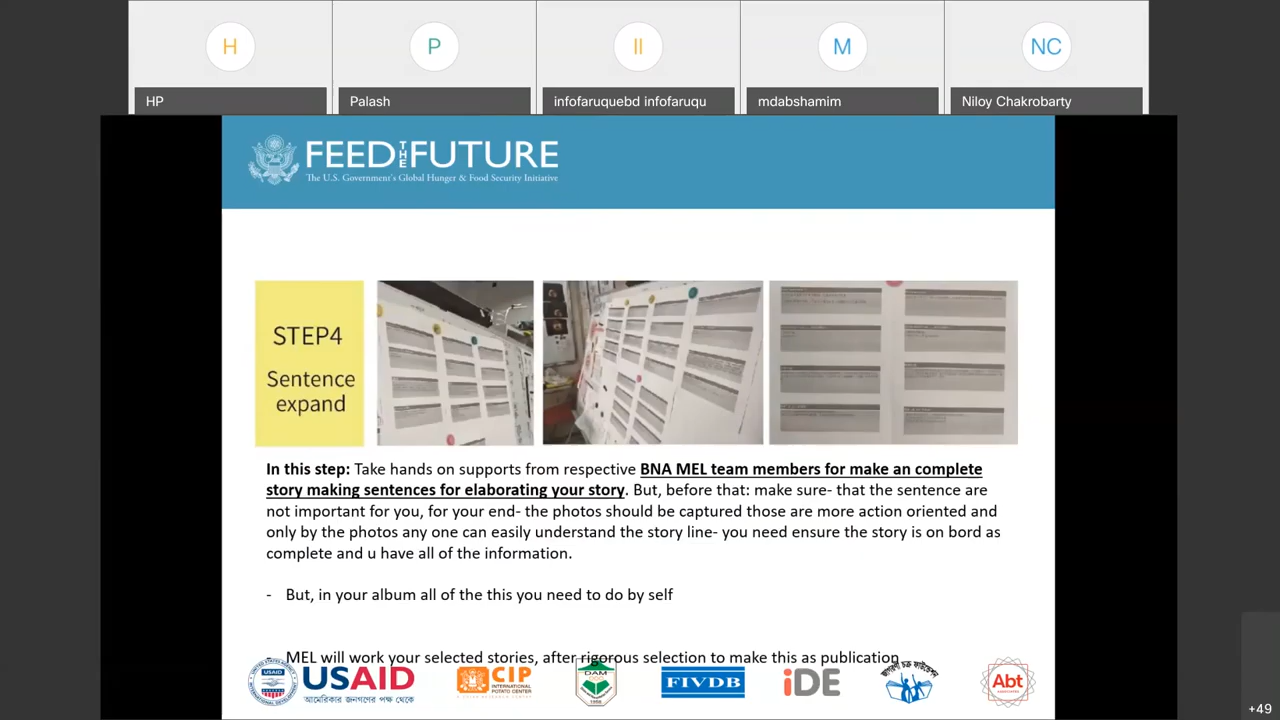 H
P
II
M
NC
HP
Palash
infofaruquebd infofaruqu
mdabshamim
Niloy Chakrobarty
FEED THE FUTURE
The U.S. Government's Global Hunger & Food Security Initiative
STEP4
Sentence
expand
In this step: Take hands on supports from respective BNA MEL team members for make an complete
story making sentences for elaborating your story. But, before that: make sure- that the sentence are
not important for you, for your end- the photos should be captured those are more action oriented and
only by the photos any one can easily understand the story line- you need ensure the story is on bord as
complete and u have all of the information.
- But, in your album all of the this you need to do by self
- MEL will work your selected stories, after rigorous selection to make this as publication
USAID
USAID
আমেরিকার জনগণের পক্ষ থেকে
CIP
INTERNATIONAL
POTATO CENTER
DAM
1958
FIVDB
iDE
Abt
ASSOCIATES
+49